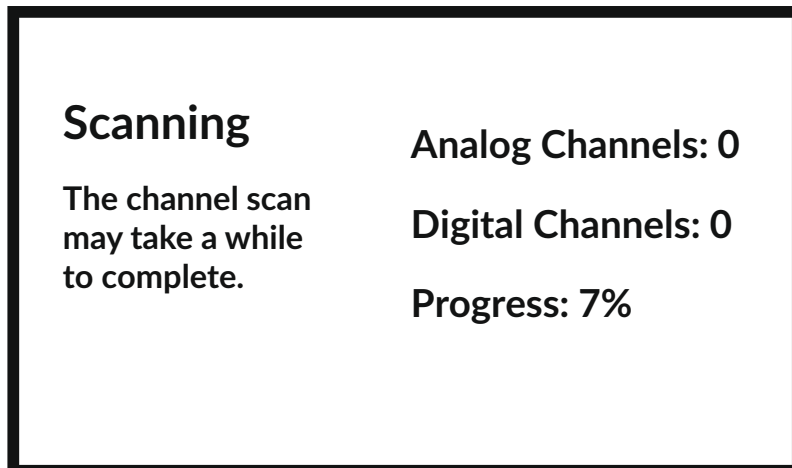 Scanning
The channel scan
may take a while
to complete.
Analog Channels: 0
Digital Channels: 0
Progress: 7%